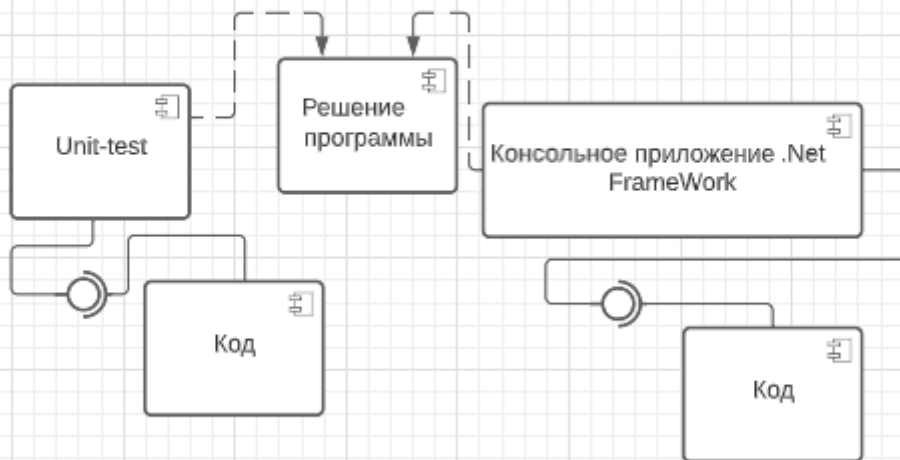 Решение
программы
Unit-test
Консольное приложение .Net
FrameWork
Код
Код